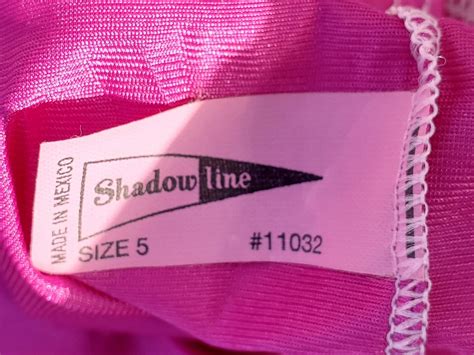 MADE IN MEXICO
Shadowline
SIZE 5 #11032